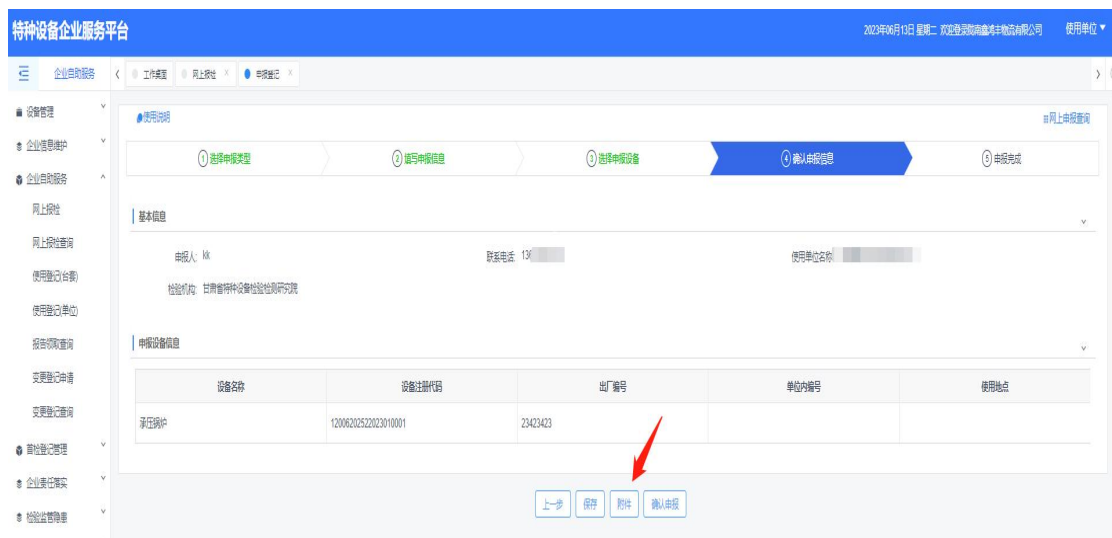 特种设备企业服务平台
2023年06月13日 星期二 欢迎登录陇南鑫鸿丰物流有限公司 使用单位
企业自助服务 工作桌面 网上报检 × 申报登记 ×
设备管理
企业信息维护
企业自助服务
网上报检
网上报检查询
使用登记(台套)
使用登记(单位)
报告领取查询
变更登记申请
变更登记查询
首检登记管理
企业责任落实
检验监管隐患
使用说明 网上申报查询
① 选择申报类型 ② 填写申报信息 ③ 选择申报设备 ④ 确认申报信息 ⑤ 申报完成
基本信息
申报人: kk 联系电话: 13 使用单位名称
检验机构: 甘肃省特种设备检验检测研究院
申报设备信息
设备名称 设备注册代码 出厂编号 单位内编号 使用地点
承压锅炉 12006202522023010001 23423423
上一步 保存 附件 确认申报